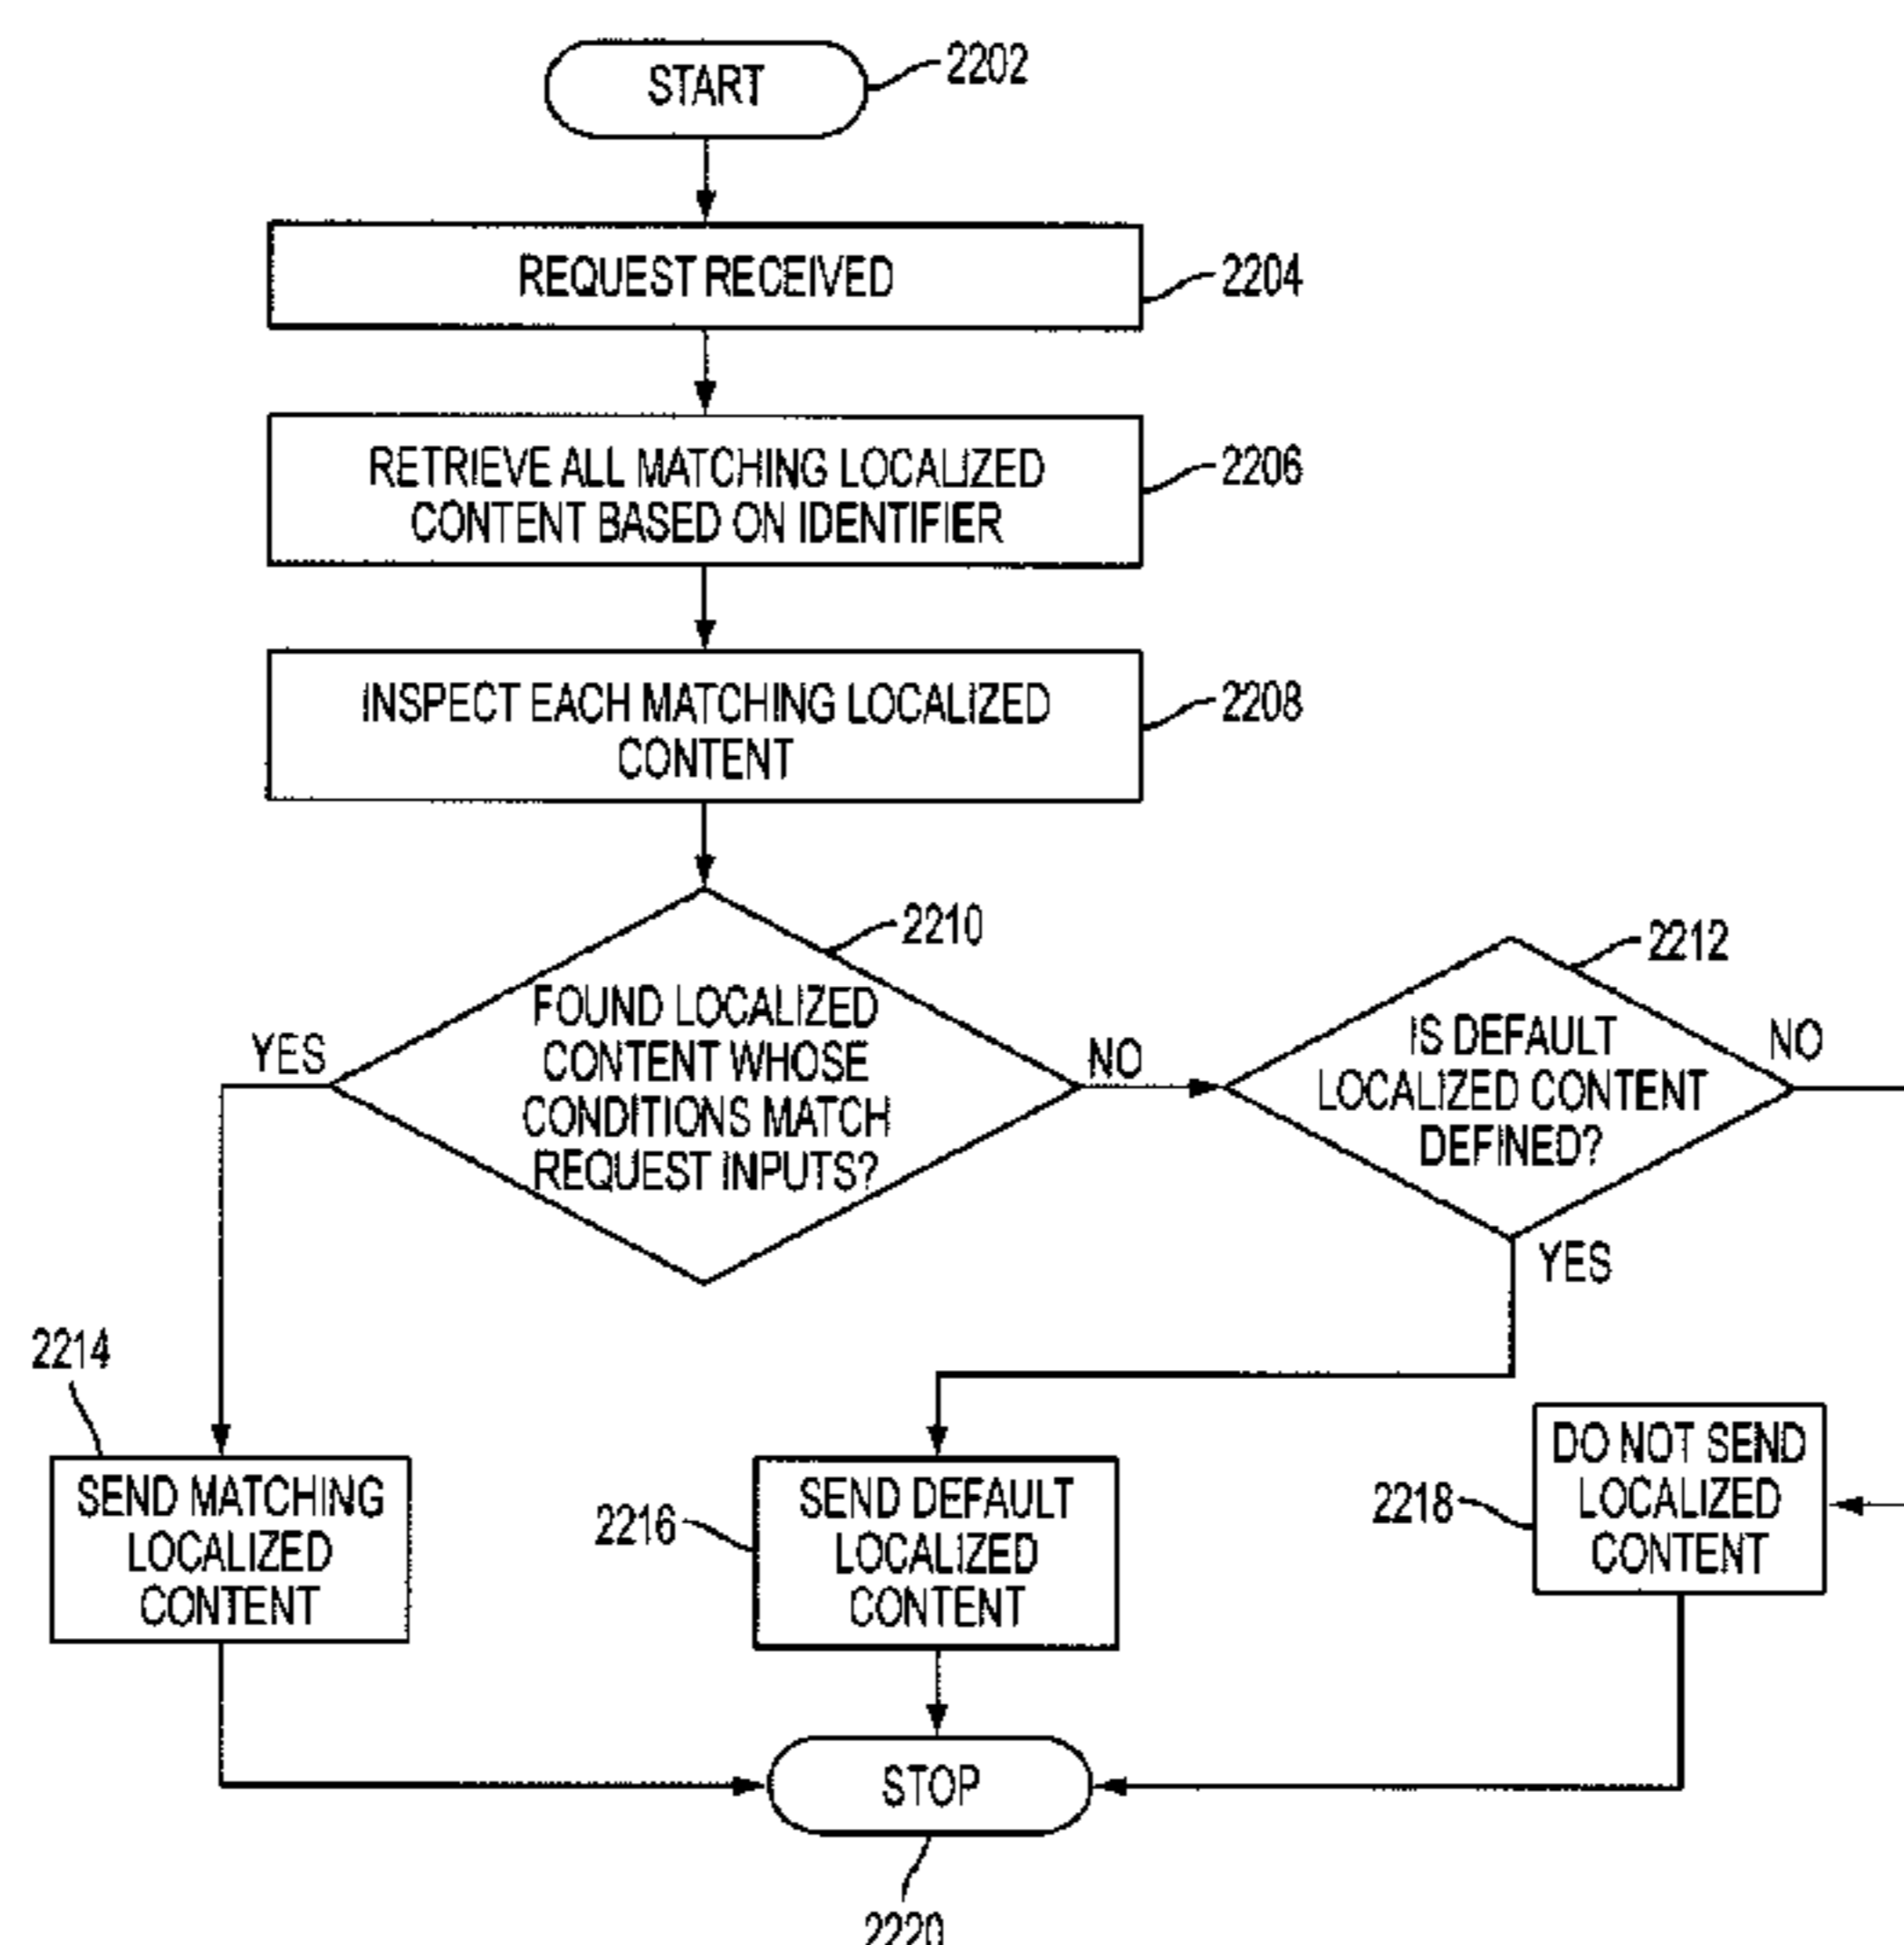 START
2202
REQUEST RECEIVED
2204
RETRIEVE ALL MATCHING LOCALIZED
CONTENT BASED ON IDENTIFIER
2206
INSPECT EACH MATCHING LOCALIZED
CONTENT
2208
2210
FOUND LOCALIZED
CONTENT WHOSE
CONDITIONS MATCH
REQUEST INPUTS?
YES
NO
2212
IS DEFAULT
LOCALIZED CONTENT
DEFINED?
NO
YES
2214
SEND MATCHING
LOCALIZED
CONTENT
2216
SEND DEFAULT
LOCALIZED
CONTENT
2218
DO NOT SEND
LOCALIZED
CONTENT
STOP
2220